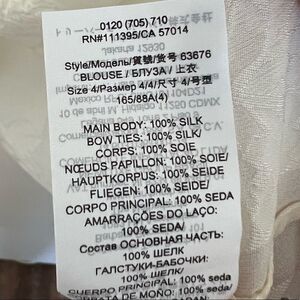 0120 (705) 710
RN#111395/CA 57014
Style/Модель/貨號/货号 63676
BLOUSE / БЛУЗА / 上衣
Size 4/Размер 4/4/尺寸 4/号型
165/88A(4)
MAIN BODY: 100% SILK
BOW TIES: 100% SILK/
CORPS: 100% SOIE
NŒUDS PAPILLON: 100% SOIE/
HAUPTKORPUS: 100% SEIDE
FLIEGEN: 100% SEIDE/
CORPO PRINCIPAL: 100% SEDA
AMARRAÇÕES DO LAÇO:
100% SEDA/
Состав ОСНОВНАЯ ЧАСТЬ:
100% ШЕЛК
ГАЛСТУКИ-БАБОЧКИ:
100% ШЕЛК/
CUERPO PRINCIPAL: 100% seda
CORBATA DE MOÑO: 100% seda/